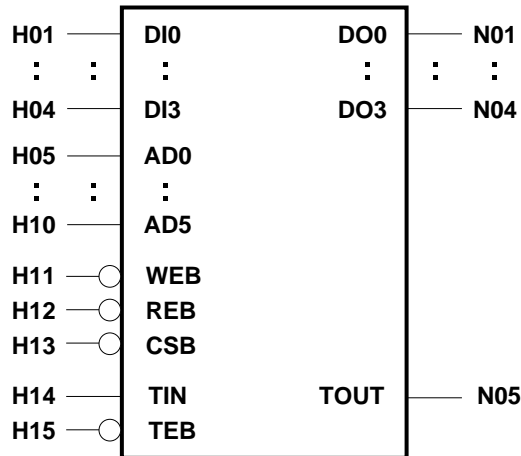 H01 DI0 DO0 N01
: : : : : :
H04 DI3 DO3 N04
H05 AD0
: : :
H10 AD5
H11 WEB
H12 REB
H13 CSB
H14 TIN TOUT N05
H15 TEB